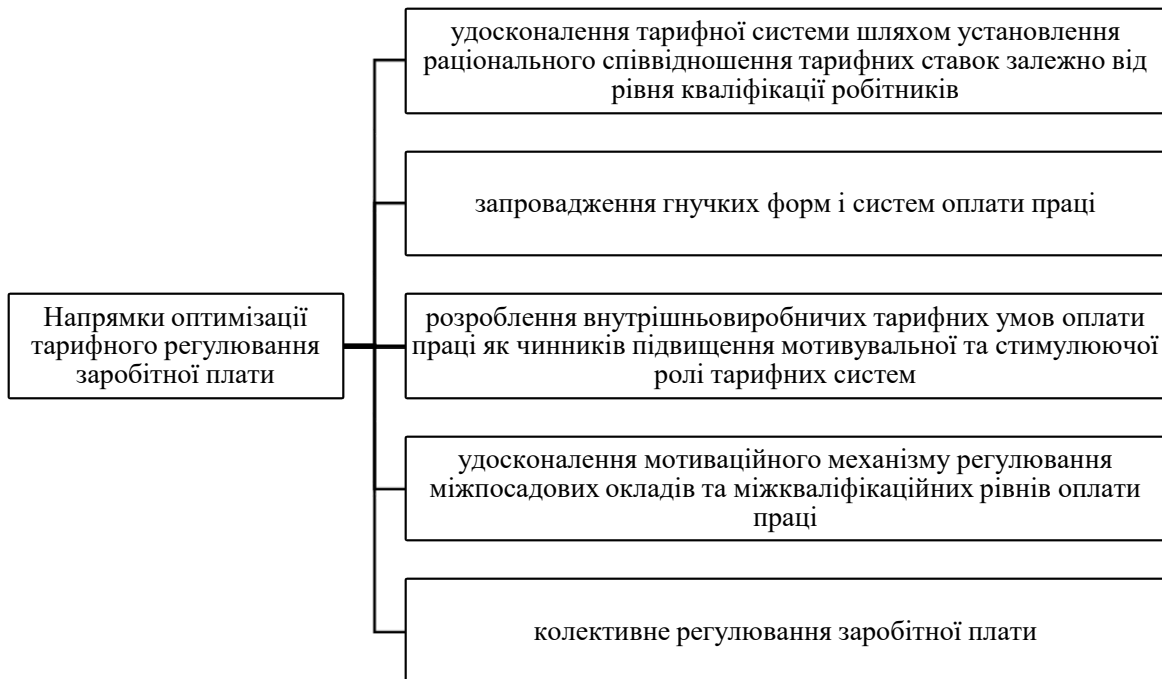 удосконалення тарифної системи шляхом установлення
раціонального співвідношення тарифних ставок залежно від
рівня кваліфікації робітників
запровадження гнучких форм і систем оплати праці
Напрямки оптимізації
тарифного регулювання
заробітної плати
розроблення внутрішньовиробничих тарифних умов оплати
праці як чинників підвищення мотивувальної та стимулюючої
ролі тарифних систем
удосконалення мотиваційного механізму регулювання
міжпосадових окладів та міжкваліфікаційних рівнів оплати
праці
колективне регулювання заробітної плати